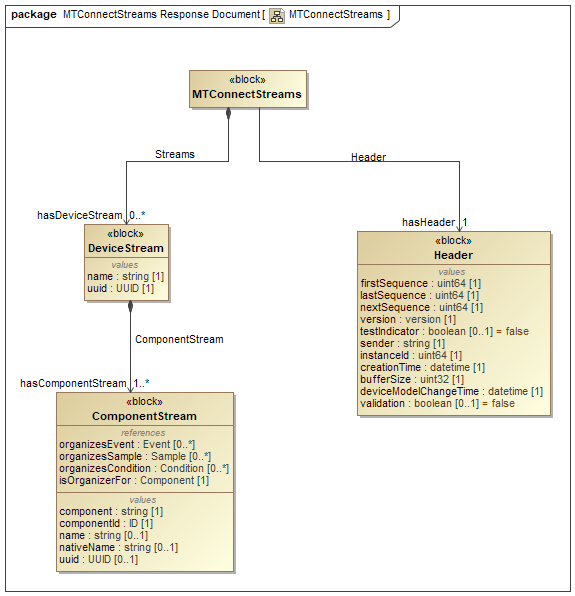 package MTConnectStreams Response Document [ MTConnectStreams ]
«block»
MTConnectStreams
Streams
Header
hasDeviceStream 0..*
hasHeader 1
«block»
DeviceStream
values
name : string [1]
uuid : UUID [1]
«block»
Header
values
firstSequence : uint64 [1]
lastSequence : uint64 [1]
nextSequence : uint64 [1]
version : version [1]
testIndicator : boolean [0..1] = false
sender : string [1]
instanceId : uint64 [1]
creationTime : datetime [1]
bufferSize : uint32 [1]
deviceModelChangeTime : datetime [1]
validation : boolean [0..1] = false
ComponentStream
hasComponentStream 1..*
«block»
ComponentStream
references
organizesEvent : Event [0..*]
organizesSample : Sample [0..*]
organizesCondition : Condition [0..*]
isOrganizerFor : Component [1]
values
component : string [1]
componentId : ID [1]
name : string [0..1]
nativeName : string [0..1]
uuid : UUID [0..1]